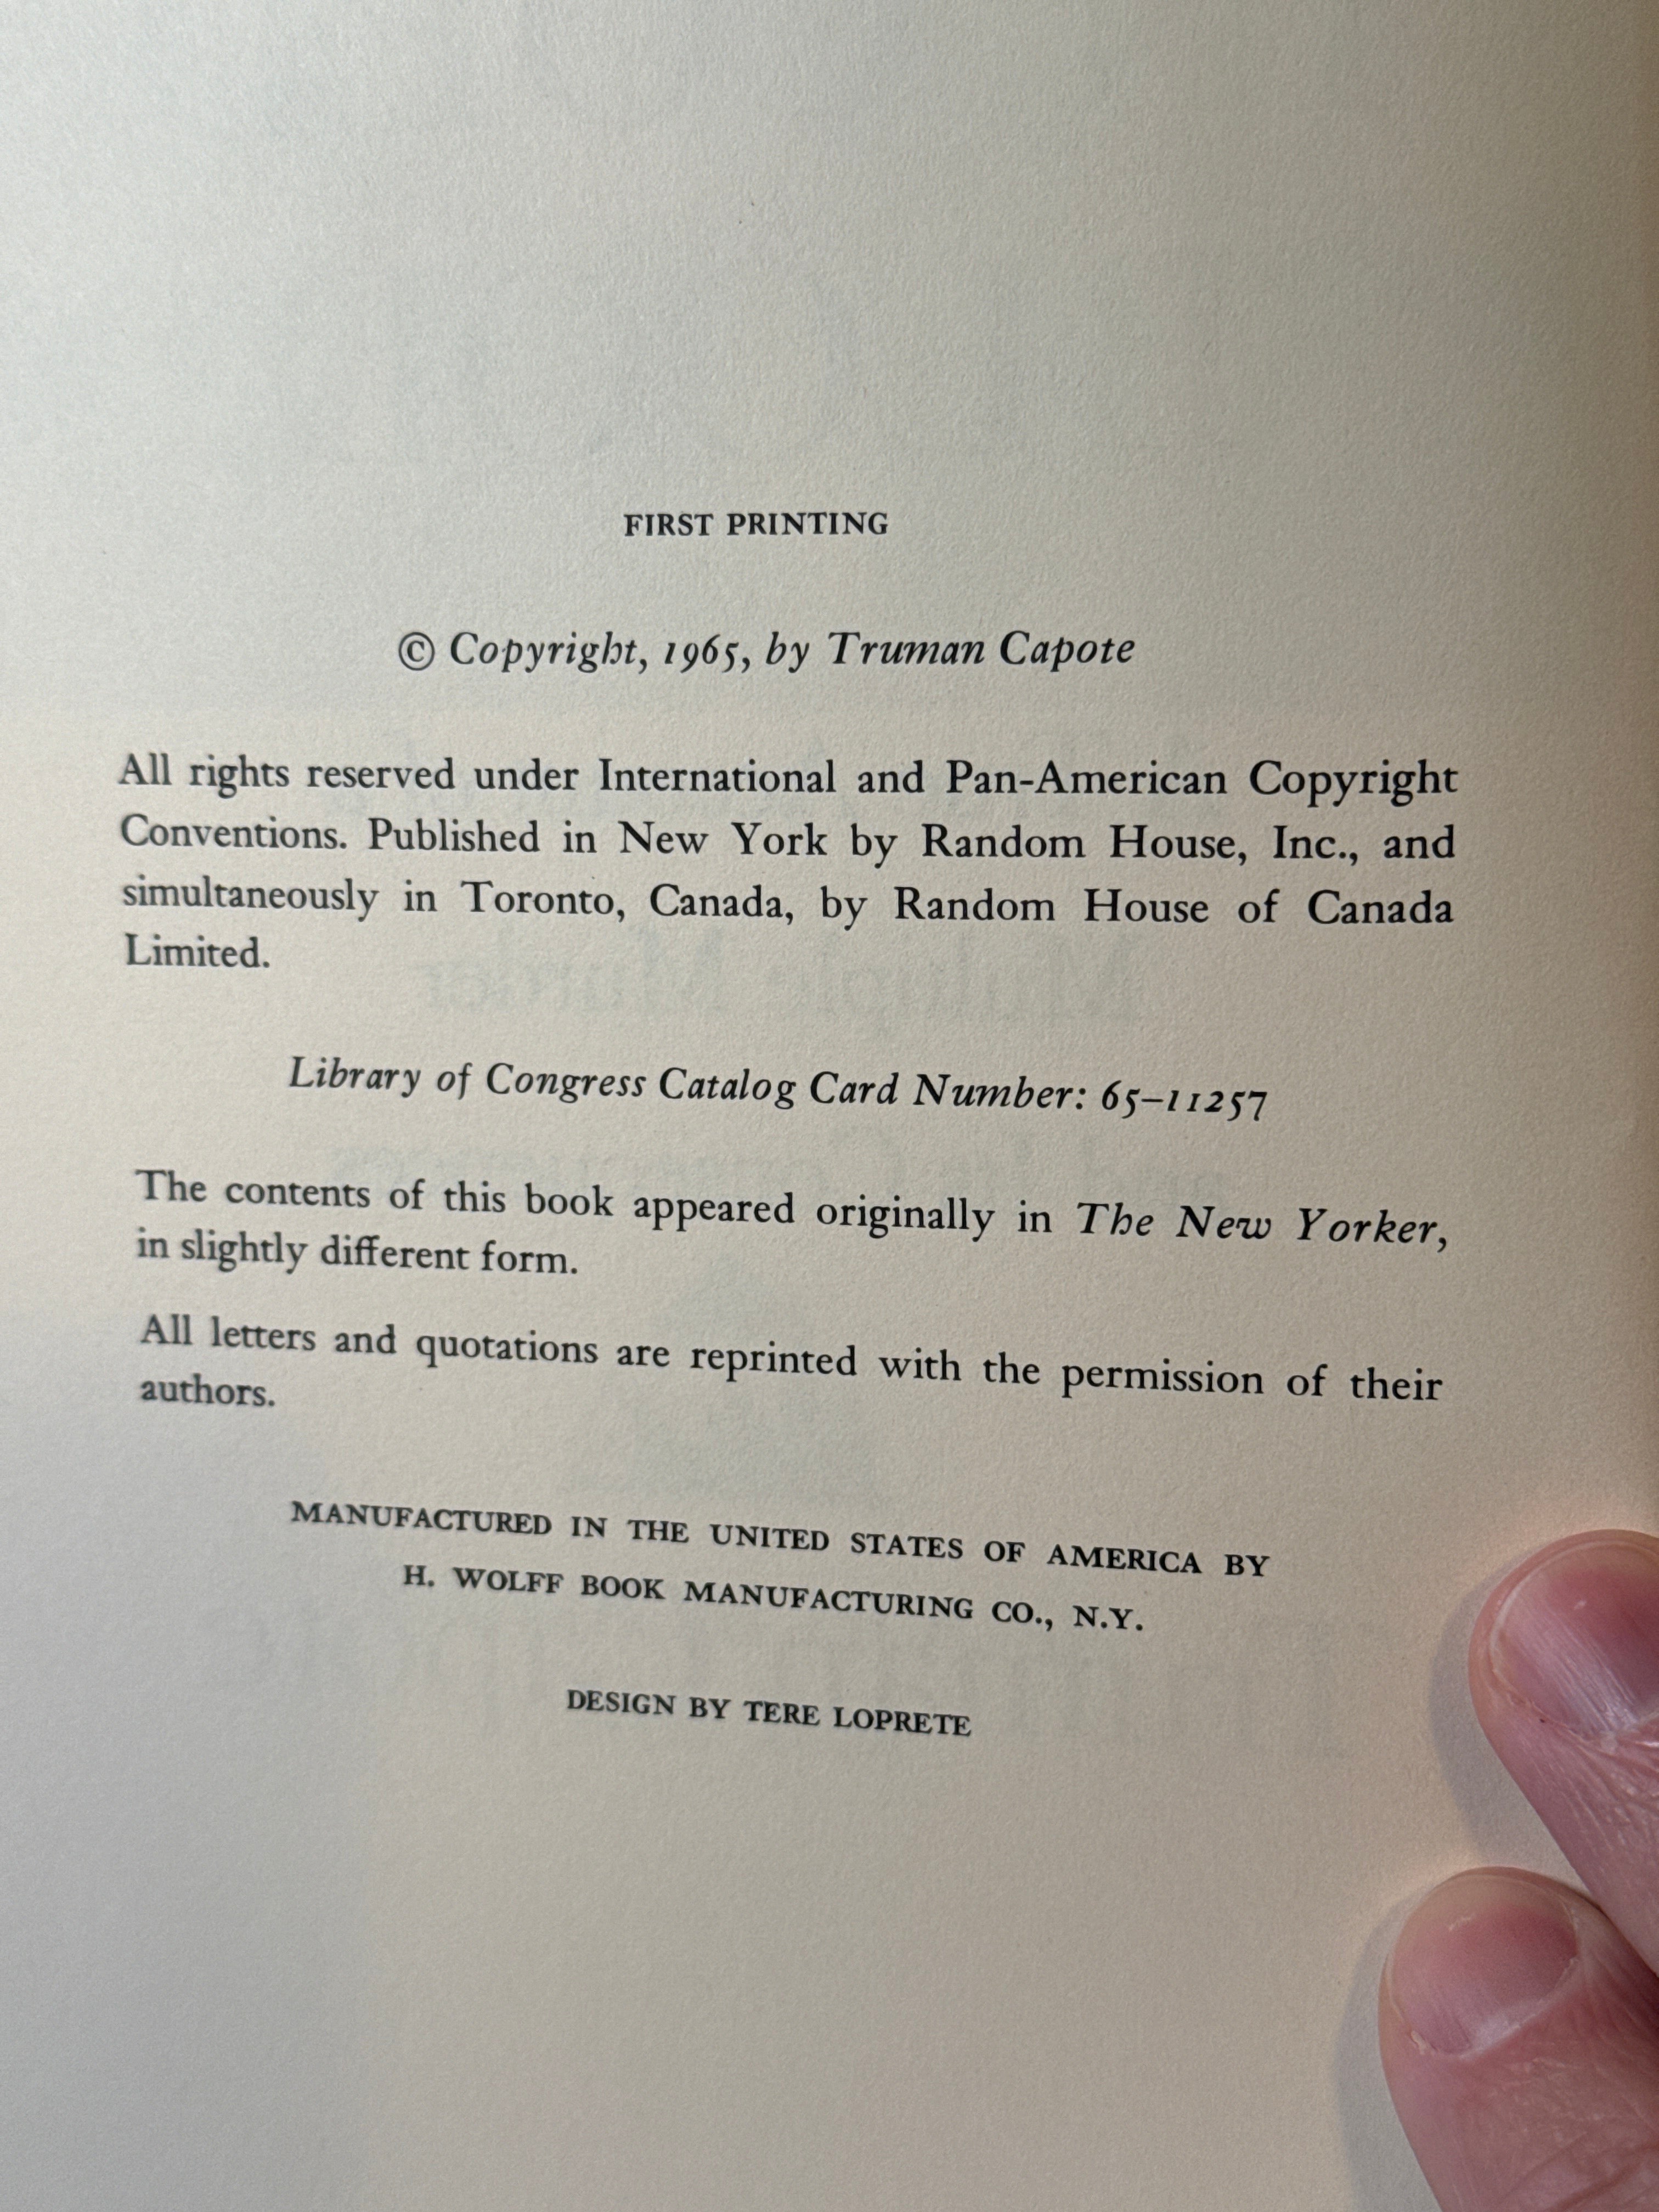 FIRST PRINTING
© Copyright, 1965, by Truman Capote
All rights reserved under International and Pan-American Copyright
Conventions. Published in New York by Random House, Inc., and
simultaneously in Toronto, Canada, by Random House of Canada
Limited.
Library of Congress Catalog Card Number: 65–11257
The contents of this book appeared originally in The New Yorker,
in slightly different form.
All letters and quotations are reprinted with the permission of their
authors.
MANUFACTURED IN THE UNITED STATES OF AMERICA BY
H. WOLFF BOOK MANUFACTURING CO., N.Y.
DESIGN BY TERE LOPRETE